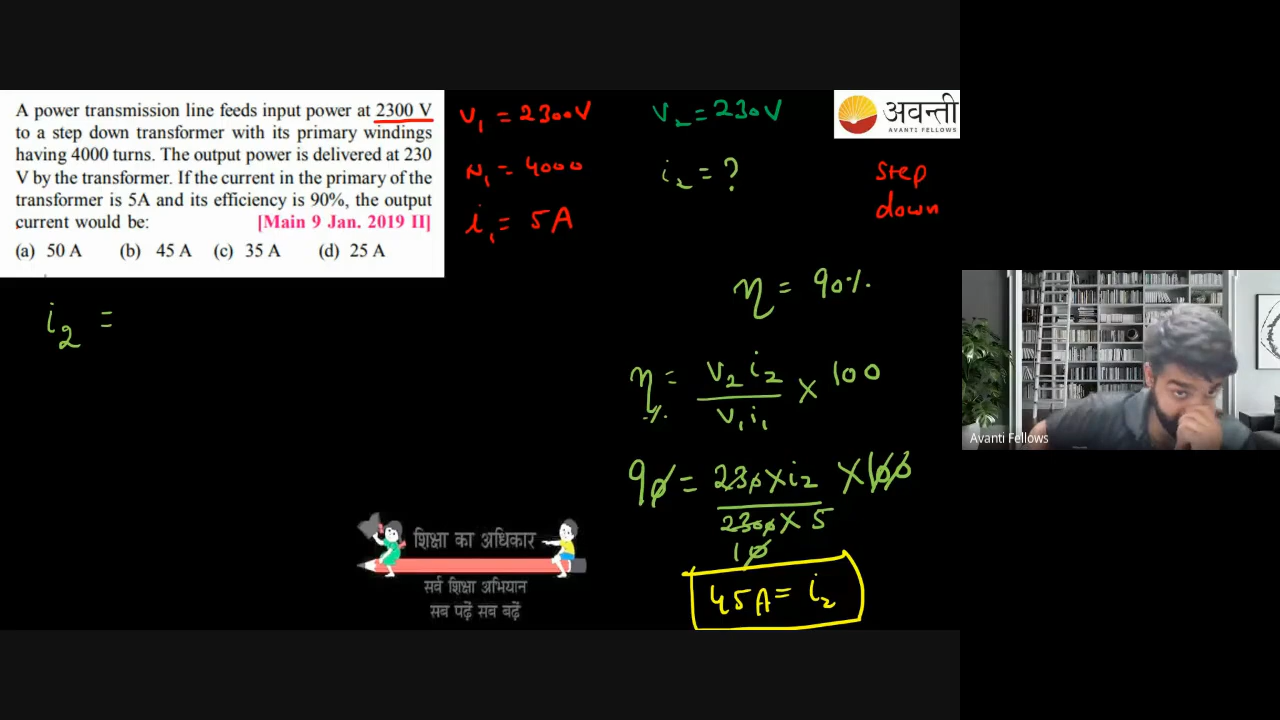 A power transmission line feeds input power at 2300 V
to a step down transformer with its primary windings
having 4000 turns. The output power is delivered at 230
V by the transformer. If the current in the primary of the
transformer is 5A and its efficiency is 90%, the output
current would be: [Main 9 Jan. 2019 II]
(a) 50 A (b) 45 A (c) 35 A (d) 25 A
V₁ = 2300V
N₁ = 4000
i₁ = 5A
V₂ = 230V
i₂ = ?
अवन्ती
AVANTI FELLOWS
step
down
i₂ =
η = 90%
η% = V₂ i₂ / V₁ i₁ × 100
90 = 230 × i₂ / 2300 × 5 × 100
10
45A = i₂
शिक्षा का अधिकार
सर्व शिक्षा अभियान
सब पढ़ें सब बढ़ें
Avanti Fellows